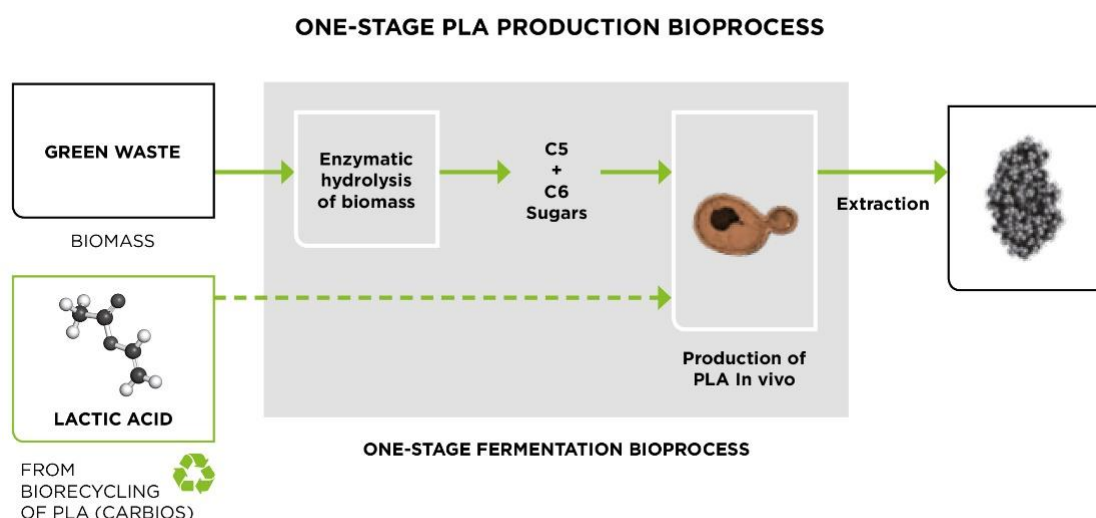 ONE-STAGE PLA PRODUCTION BIOPROCESS
GREEN WASTE
BIOMASS
Enzymatic
hydrolysis
of biomass
C5
+
C6
Sugars
Extraction
Production of
PLA In vivo
LACTIC ACID
FROM
BIORECYCLING
OF PLA (CARBIOS)
ONE-STAGE FERMENTATION BIOPROCESS